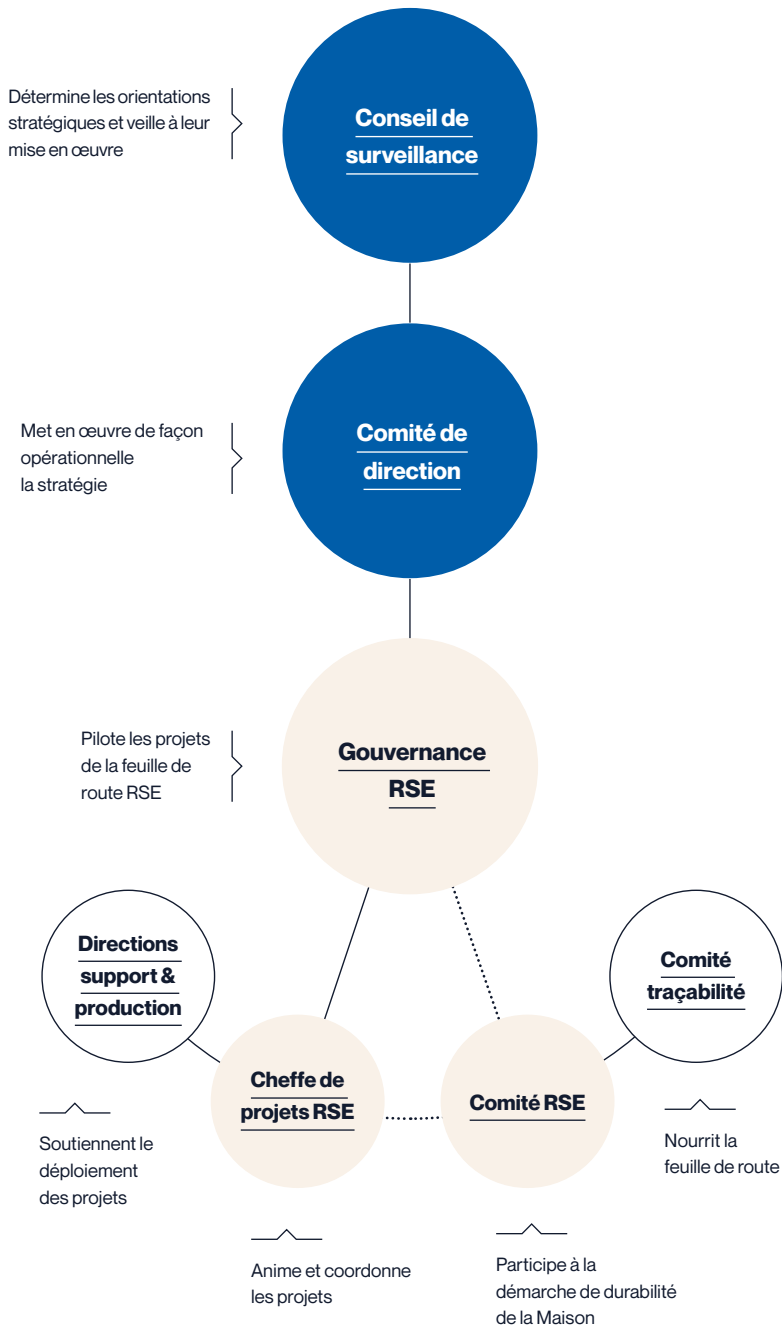 Détermine les orientations
stratégiques et veille à leur
mise en œuvre
Conseil de
surveillance
Met en œuvre de façon
opérationnelle
la stratégie
Comité de
direction
Pilote les projets
de la feuille de
route RSE
Gouvernance
RSE
Directions
support &
production
Comité
traçabilité
Cheffe de
projets RSE
Comité RSE
Soutiennent le
déploiement
des projets
Nourrit la
feuille de route
Anime et coordonne
les projets
Participe à la
démarche de durabilité
de la Maison